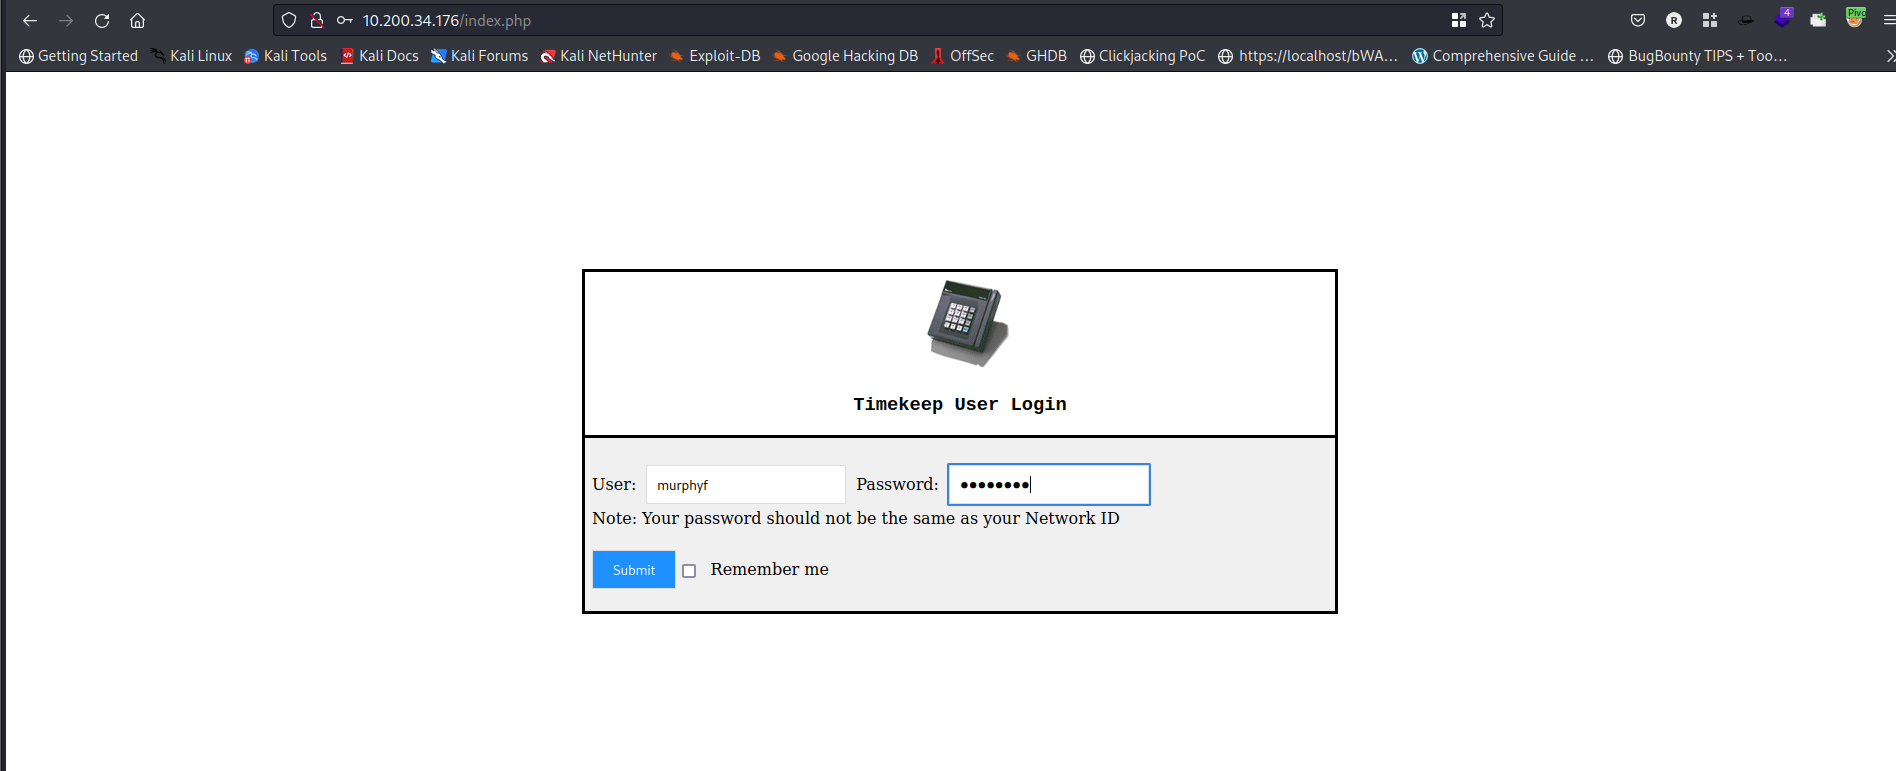 10.200.34.176/index.php
R
4
Pivo
Getting Started Kali Linux Kali Tools Kali Docs Kali Forums Kali NetHunter Exploit-DB Google Hacking DB OffSec GHDB Clickjacking PoC https://localhost/bWA… Comprehensive Guide … BugBounty TIPS + Too…
Timekeep User Login
User: murphyf Password: ●●●●●●●●
Note: Your password should not be the same as your Network ID
Submit Remember me